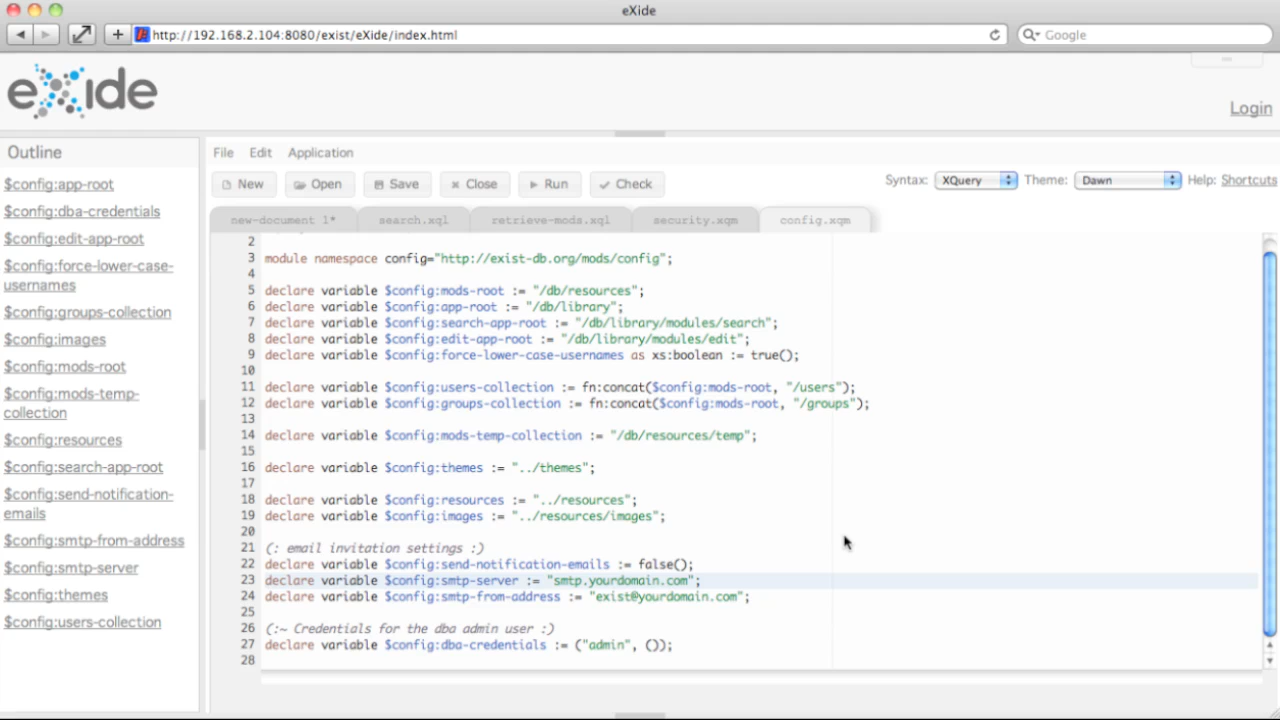 eXide
http://192.168.2.104:8080/exist/eXide/index.html
Google
eXide
Login
Outline
$config:app-root
$config:dba-credentials
$config:edit-app-root
$config:force-lower-case-
usernames
$config:groups-collection
$config:images
$config:mods-root
$config:mods-temp-
collection
$config:resources
$config:search-app-root
$config:send-notification-
emails
$config:smtp-from-address
$config:smtp-server
$config:themes
$config:users-collection
File Edit Application
New Open Save Close Run Check
Syntax: XQuery Theme: Dawn Help: Shortcuts
new-document 1* search.xql retrieve-mods.xql security.xqm config.xqm
2
3 module namespace config="http://exist-db.org/mods/config";
4
5 declare variable $config:mods-root := "/db/resources";
6 declare variable $config:app-root := "/db/library";
7 declare variable $config:search-app-root := "/db/library/modules/search";
8 declare variable $config:edit-app-root := "/db/library/modules/edit";
9 declare variable $config:force-lower-case-usernames as xs:boolean := true();
10
11 declare variable $config:users-collection := fn:concat($config:mods-root, "/users");
12 declare variable $config:groups-collection := fn:concat($config:mods-root, "/groups");
13
14 declare variable $config:mods-temp-collection := "/db/resources/temp";
15
16 declare variable $config:themes := "../themes";
17
18 declare variable $config:resources := "../resources";
19 declare variable $config:images := "../resources/images";
20
21 (: email invitation settings :)
22 declare variable $config:send-notification-emails := false();
23 declare variable $config:smtp-server := "smtp.yourdomain.com";
24 declare variable $config:smtp-from-address := "exist@yourdomain.com";
25
26 (:~ Credentials for the dba admin user :)
27 declare variable $config:dba-credentials := ("admin", ());
28